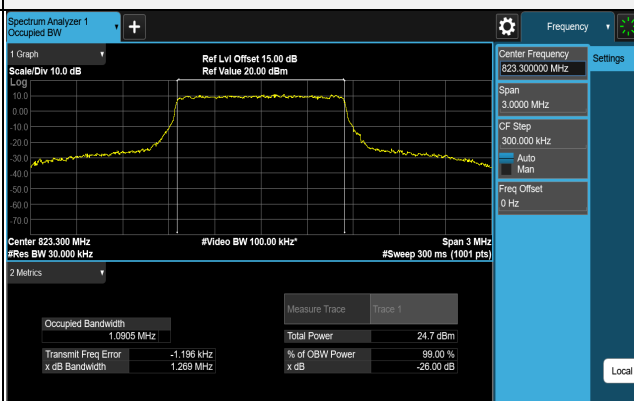 Spectrum Analyzer 1
Occupied BW
Frequency
1 Graph
Scale/Div 10.0 dB
Ref Lvl Offset 15.00 dB
Ref Value 20.00 dBm
Log
10.0
0.00
-10.0
-20.0
-30.0
-40.0
-50.0
-60.0
-70.0
Center 823.300 MHz
#Res BW 30.000 kHz
#Video BW 100.00 kHz*
Span 3 MHz
#Sweep 300 ms (1001 pts)
2 Metrics
Measure Trace
Trace 1
Occupied Bandwidth
1.0905 MHz
Total Power
24.7 dBm
Transmit Freq Error
-1.196 kHz
% of OBW Power
99.00 %
x dB Bandwidth
1.269 MHz
x dB
-26.00 dB
Center Frequency
823.300000 MHz
Settings
Span
3.0000 MHz
CF Step
300.000 kHz
Auto
Man
Freq Offset
0 Hz
Local